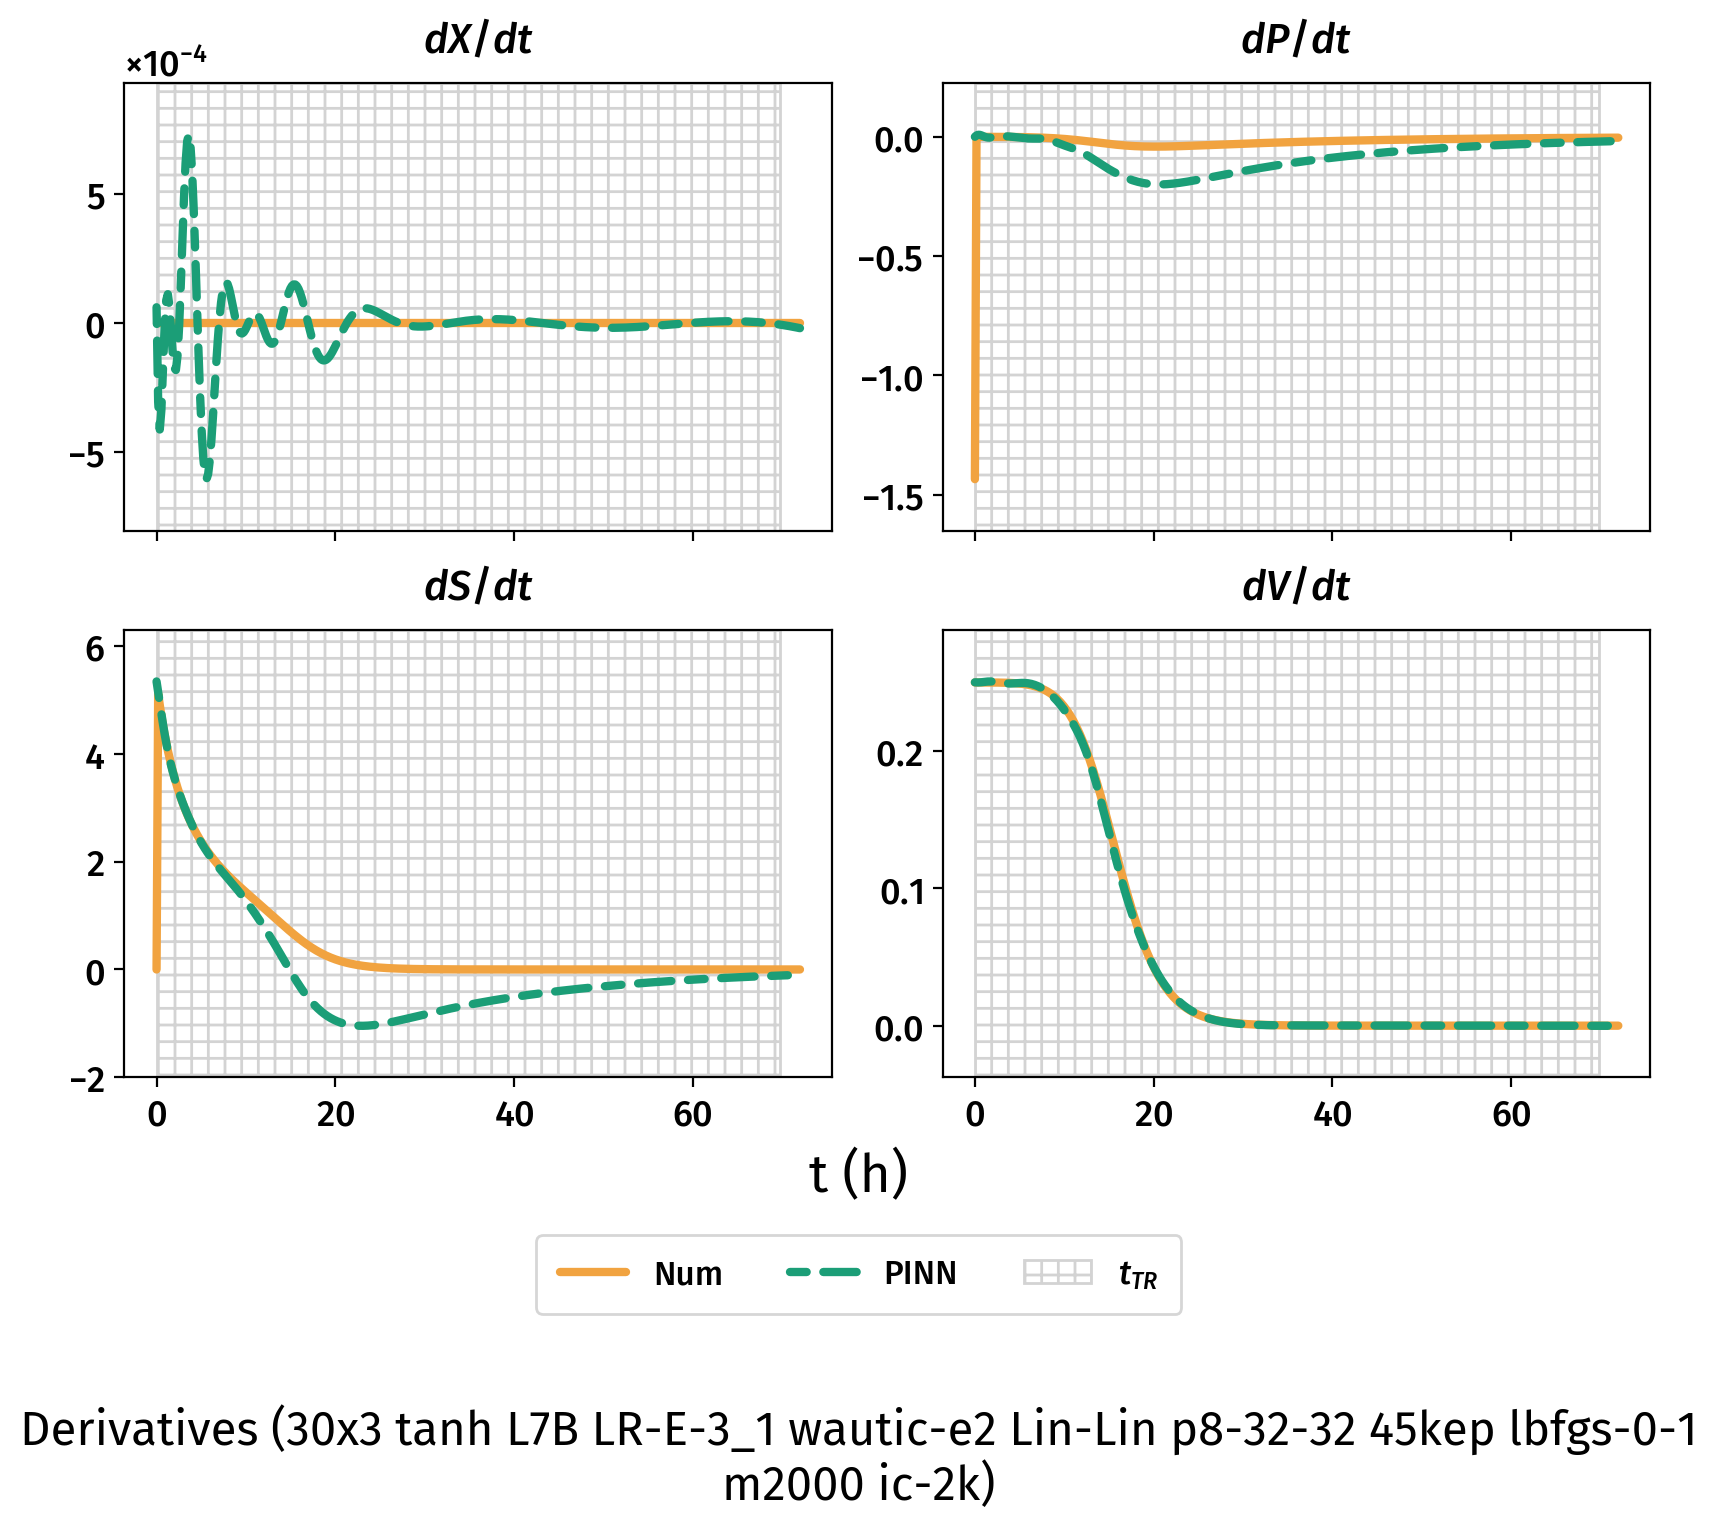 dX/dt
dP/dt
×10⁻⁴
5
0
−5
0.0
−0.5
−1.0
−1.5
dS/dt
dV/dt
6
4
2
0
−2
0.2
0.1
0.0
0 20 40 60
0 20 40 60
t (h)
Num PINN t_TR
Derivatives (30x3 tanh L7B LR-E-3_1 wautic-e2 Lin-Lin p8-32-32 45kep lbfgs-0-1
m2000 ic-2k)